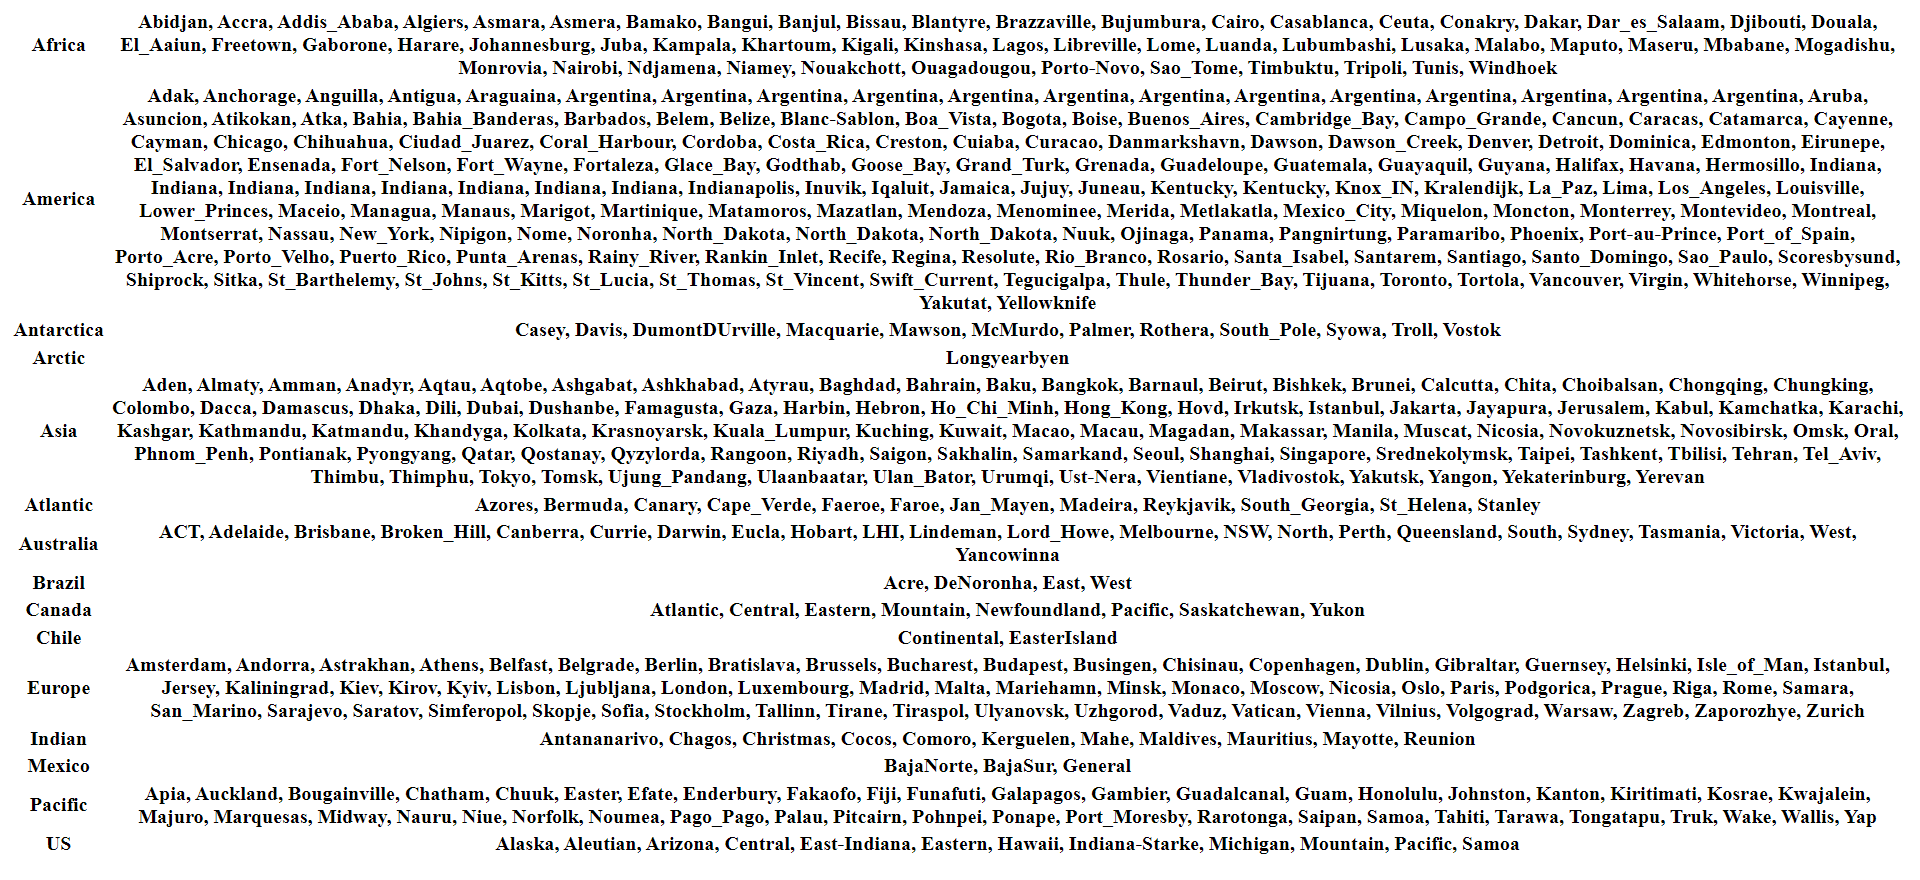 Africa
Abidjan, Accra, Addis_Ababa, Algiers, Asmara, Asmera, Bamako, Bangui, Banjul, Bissau, Blantyre, Brazzaville, Bujumbura, Cairo, Casablanca, Ceuta, Conakry, Dakar, Dar_es_Salaam, Djibouti, Douala,
El_Aaiun, Freetown, Gaborone, Harare, Johannesburg, Juba, Kampala, Khartoum, Kigali, Kinshasa, Lagos, Libreville, Lome, Luanda, Lubumbashi, Lusaka, Malabo, Maputo, Maseru, Mbabane, Mogadishu,
Monrovia, Nairobi, Ndjamena, Niamey, Nouakchott, Ouagadougou, Porto-Novo, Sao_Tome, Timbuktu, Tripoli, Tunis, Windhoek
America
Adak, Anchorage, Anguilla, Antigua, Araguaina, Argentina, Argentina, Argentina, Argentina, Argentina, Argentina, Argentina, Argentina, Argentina, Argentina, Argentina, Argentina, Argentina, Aruba,
Asuncion, Atikokan, Atka, Bahia, Bahia_Banderas, Barbados, Belem, Belize, Blanc-Sablon, Boa_Vista, Bogota, Boise, Buenos_Aires, Cambridge_Bay, Campo_Grande, Cancun, Caracas, Catamarca, Cayenne,
Cayman, Chicago, Chihuahua, Ciudad_Juarez, Coral_Harbour, Cordoba, Costa_Rica, Creston, Cuiaba, Curacao, Danmarkshavn, Dawson, Dawson_Creek, Denver, Detroit, Dominica, Edmonton, Eirunepe,
El_Salvador, Ensenada, Fort_Nelson, Fort_Wayne, Fortaleza, Glace_Bay, Godthab, Goose_Bay, Grand_Turk, Grenada, Guadeloupe, Guatemala, Guayaquil, Guyana, Halifax, Havana, Hermosillo, Indiana,
Indiana, Indiana, Indiana, Indiana, Indiana, Indiana, Indiana, Indianapolis, Inuvik, Iqaluit, Jamaica, Jujuy, Juneau, Kentucky, Kentucky, Knox_IN, Kralendijk, La_Paz, Lima, Los_Angeles, Louisville,
Lower_Princes, Maceio, Managua, Manaus, Marigot, Martinique, Matamoros, Mazatlan, Mendoza, Menominee, Merida, Metlakatla, Mexico_City, Miquelon, Moncton, Monterrey, Montevideo, Montreal,
Montserrat, Nassau, New_York, Nipigon, Nome, Noronha, North_Dakota, North_Dakota, North_Dakota, Nuuk, Ojinaga, Panama, Pangnirtung, Paramaribo, Phoenix, Port-au-Prince, Port_of_Spain,
Porto_Acre, Porto_Velho, Puerto_Rico, Punta_Arenas, Rainy_River, Rankin_Inlet, Recife, Regina, Resolute, Rio_Branco, Rosario, Santa_Isabel, Santarem, Santiago, Santo_Domingo, Sao_Paulo, Scoresbysund,
Shiprock, Sitka, St_Barthelemy, St_Johns, St_Kitts, St_Lucia, St_Thomas, St_Vincent, Swift_Current, Tegucigalpa, Thule, Thunder_Bay, Tijuana, Toronto, Tortola, Vancouver, Virgin, Whitehorse, Winnipeg,
Yakutat, Yellowknife
Antarctica
Casey, Davis, DumontDUrville, Macquarie, Mawson, McMurdo, Palmer, Rothera, South_Pole, Syowa, Troll, Vostok
Arctic
Longyearbyen
Asia
Aden, Almaty, Amman, Anadyr, Aqtau, Aqtobe, Ashgabat, Ashkhabad, Atyrau, Baghdad, Bahrain, Baku, Bangkok, Barnaul, Beirut, Bishkek, Brunei, Calcutta, Chita, Choibalsan, Chongqing, Chungking,
Colombo, Dacca, Damascus, Dhaka, Dili, Dubai, Dushanbe, Famagusta, Gaza, Harbin, Hebron, Ho_Chi_Minh, Hong_Kong, Hovd, Irkutsk, Istanbul, Jakarta, Jayapura, Jerusalem, Kabul, Kamchatka, Karachi,
Kashgar, Kathmandu, Katmandu, Khandyga, Kolkata, Krasnoyarsk, Kuala_Lumpur, Kuching, Kuwait, Macao, Macau, Magadan, Makassar, Manila, Muscat, Nicosia, Novokuznetsk, Novosibirsk, Omsk, Oral,
Phnom_Penh, Pontianak, Pyongyang, Qatar, Qostanay, Qyzylorda, Rangoon, Riyadh, Saigon, Sakhalin, Samarkand, Seoul, Shanghai, Singapore, Srednekolymsk, Taipei, Tashkent, Tbilisi, Tehran, Tel_Aviv,
Thimbu, Thimphu, Tokyo, Tomsk, Ujung_Pandang, Ulaanbaatar, Ulan_Bator, Urumqi, Ust-Nera, Vientiane, Vladivostok, Yakutsk, Yangon, Yekaterinburg, Yerevan
Atlantic
Azores, Bermuda, Canary, Cape_Verde, Faeroe, Faroe, Jan_Mayen, Madeira, Reykjavik, South_Georgia, St_Helena, Stanley
Australia
ACT, Adelaide, Brisbane, Broken_Hill, Canberra, Currie, Darwin, Eucla, Hobart, LHI, Lindeman, Lord_Howe, Melbourne, NSW, North, Perth, Queensland, South, Sydney, Tasmania, Victoria, West,
Yancowinna
Brazil
Acre, DeNoronha, East, West
Canada
Atlantic, Central, Eastern, Mountain, Newfoundland, Pacific, Saskatchewan, Yukon
Chile
Continental, EasterIsland
Europe
Amsterdam, Andorra, Astrakhan, Athens, Belfast, Belgrade, Berlin, Bratislava, Brussels, Bucharest, Budapest, Busingen, Chisinau, Copenhagen, Dublin, Gibraltar, Guernsey, Helsinki, Isle_of_Man, Istanbul,
Jersey, Kaliningrad, Kiev, Kirov, Kyiv, Lisbon, Ljubljana, London, Luxembourg, Madrid, Malta, Mariehamn, Minsk, Monaco, Moscow, Nicosia, Oslo, Paris, Podgorica, Prague, Riga, Rome, Samara,
San_Marino, Sarajevo, Saratov, Simferopol, Skopje, Sofia, Stockholm, Tallinn, Tirane, Tiraspol, Ulyanovsk, Uzhgorod, Vaduz, Vatican, Vienna, Vilnius, Volgograd, Warsaw, Zagreb, Zaporozhye, Zurich
Indian
Antananarivo, Chagos, Christmas, Cocos, Comoro, Kerguelen, Mahe, Maldives, Mauritius, Mayotte, Reunion
Mexico
BajaNorte, BajaSur, General
Pacific
Apia, Auckland, Bougainville, Chatham, Chuuk, Easter, Efate, Enderbury, Fakaofo, Fiji, Funafuti, Galapagos, Gambier, Guadalcanal, Guam, Honolulu, Johnston, Kanton, Kiritimati, Kosrae, Kwajalein,
Majuro, Marquesas, Midway, Nauru, Niue, Norfolk, Noumea, Pago_Pago, Palau, Pitcairn, Pohnpei, Ponape, Port_Moresby, Rarotonga, Saipan, Samoa, Tahiti, Tarawa, Tongatapu, Truk, Wake, Wallis, Yap
US
Alaska, Aleutian, Arizona, Central, East-Indiana, Eastern, Hawaii, Indiana-Starke, Michigan, Mountain, Pacific, Samoa